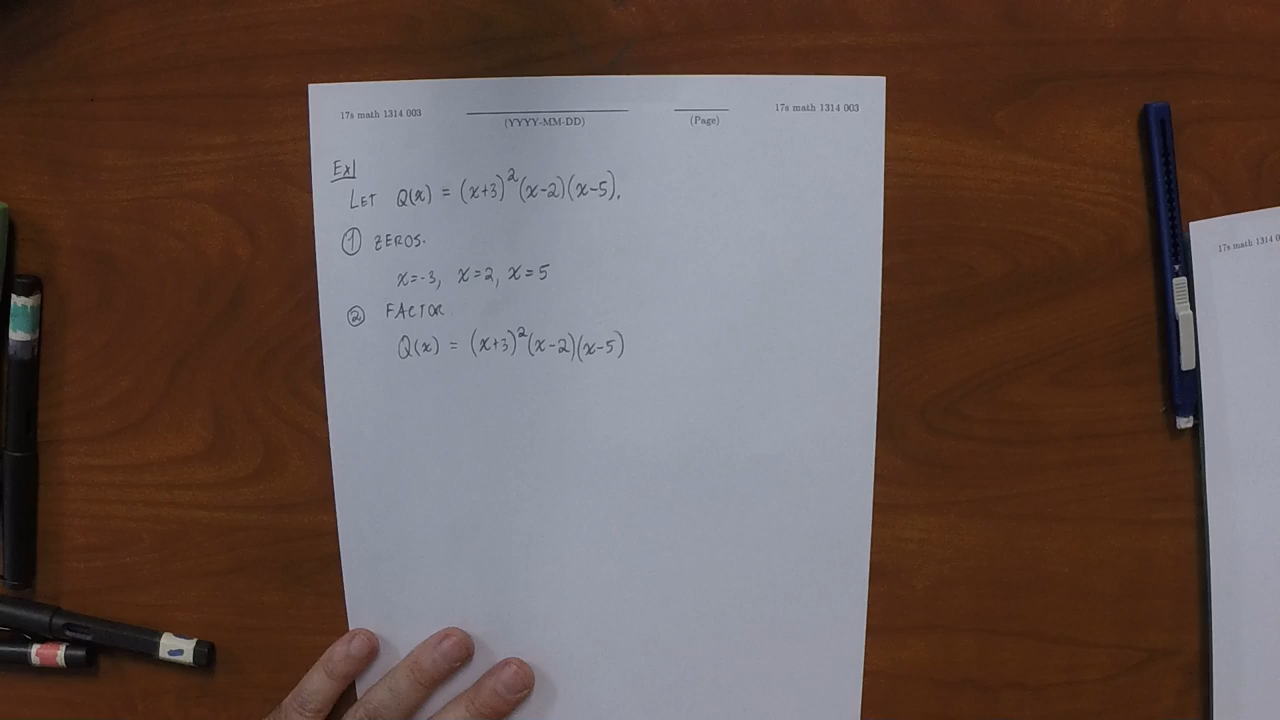 17s math 1314 003 (YYYY-MM-DD) (Page) 17s math 1314 003
Ex1
LET Q(x) = (x+3)²(x-2)(x-5).
① ZEROS.
x=-3, x=2, x=5
② FACTOR
Q(x) = (x+3)²(x-2)(x-5)
17s math 1314 0